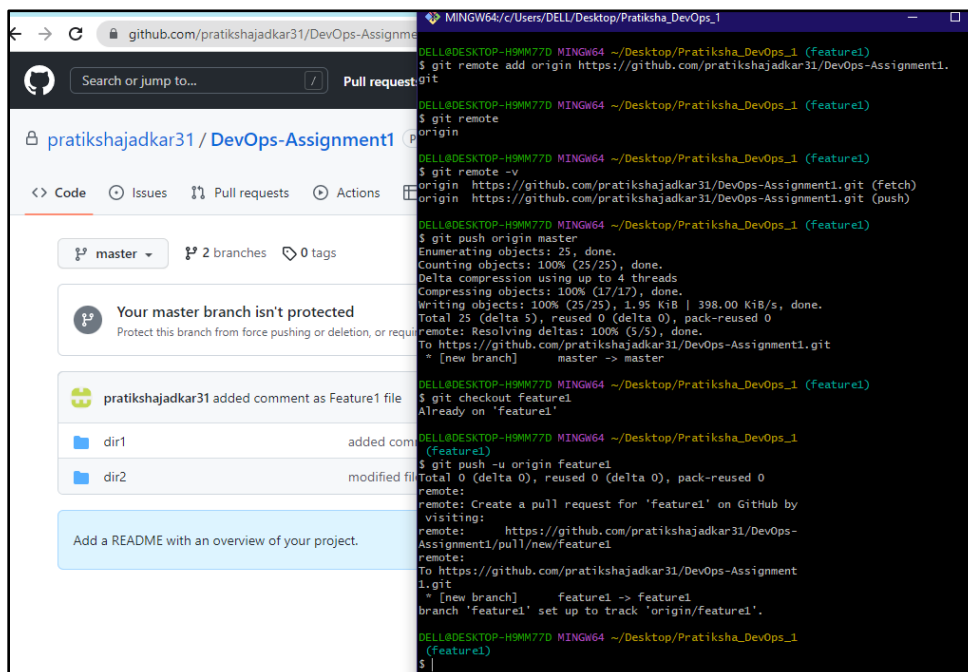 github.com/pratikshajadkar31/DevOps-Assignme
Search or jump to...
/
Pull requests
pratikshajadkar31 / DevOps-Assignment1
Code Issues Pull requests Actions
master 2 branches 0 tags
Your master branch isn't protected
Protect this branch from force pushing or deletion, or requi
pratikshajadkar31 added comment as Feature1 file
dir1 added com
dir2 modified fil
Add a README with an overview of your project.
MINGW64:/c/Users/DELL/Desktop/Pratiksha_DevOps_1
DELL@DESKTOP-H9MM77D MINGW64 ~/Desktop/Pratiksha_DevOps_1 (feature1)
$ git remote add origin https://github.com/pratikshajadkar31/DevOps-Assignment1.
git
DELL@DESKTOP-H9MM77D MINGW64 ~/Desktop/Pratiksha_DevOps_1 (feature1)
$ git remote
origin
DELL@DESKTOP-H9MM77D MINGW64 ~/Desktop/Pratiksha_DevOps_1 (feature1)
$ git remote -v
origin https://github.com/pratikshajadkar31/DevOps-Assignment1.git (fetch)
origin https://github.com/pratikshajadkar31/DevOps-Assignment1.git (push)
DELL@DESKTOP-H9MM77D MINGW64 ~/Desktop/Pratiksha_DevOps_1 (feature1)
$ git push origin master
Enumerating objects: 25, done.
Counting objects: 100% (25/25), done.
Delta compression using up to 4 threads
Compressing objects: 100% (17/17), done.
Writing objects: 100% (25/25), 1.95 KiB | 398.00 KiB/s, done.
Total 25 (delta 5), reused 0 (delta 0), pack-reused 0
remote: Resolving deltas: 100% (5/5), done.
To https://github.com/pratikshajadkar31/DevOps-Assignment1.git
* [new branch] master -> master
DELL@DESKTOP-H9MM77D MINGW64 ~/Desktop/Pratiksha_DevOps_1 (feature1)
$ git checkout feature1
Already on 'feature1'
DELL@DESKTOP-H9MM77D MINGW64 ~/Desktop/Pratiksha_DevOps_1
(feature1)
$ git push -u origin feature1
Total 0 (delta 0), reused 0 (delta 0), pack-reused 0
remote:
remote: Create a pull request for 'feature1' on GitHub by
visiting:
remote: https://github.com/pratikshajadkar31/DevOps-
Assignment1/pull/new/feature1
remote:
To https://github.com/pratikshajadkar31/DevOps-Assignment
1.git
* [new branch] feature1 -> feature1
branch 'feature1' set up to track 'origin/feature1'.
DELL@DESKTOP-H9MM77D MINGW64 ~/Desktop/Pratiksha_DevOps_1
(feature1)
$